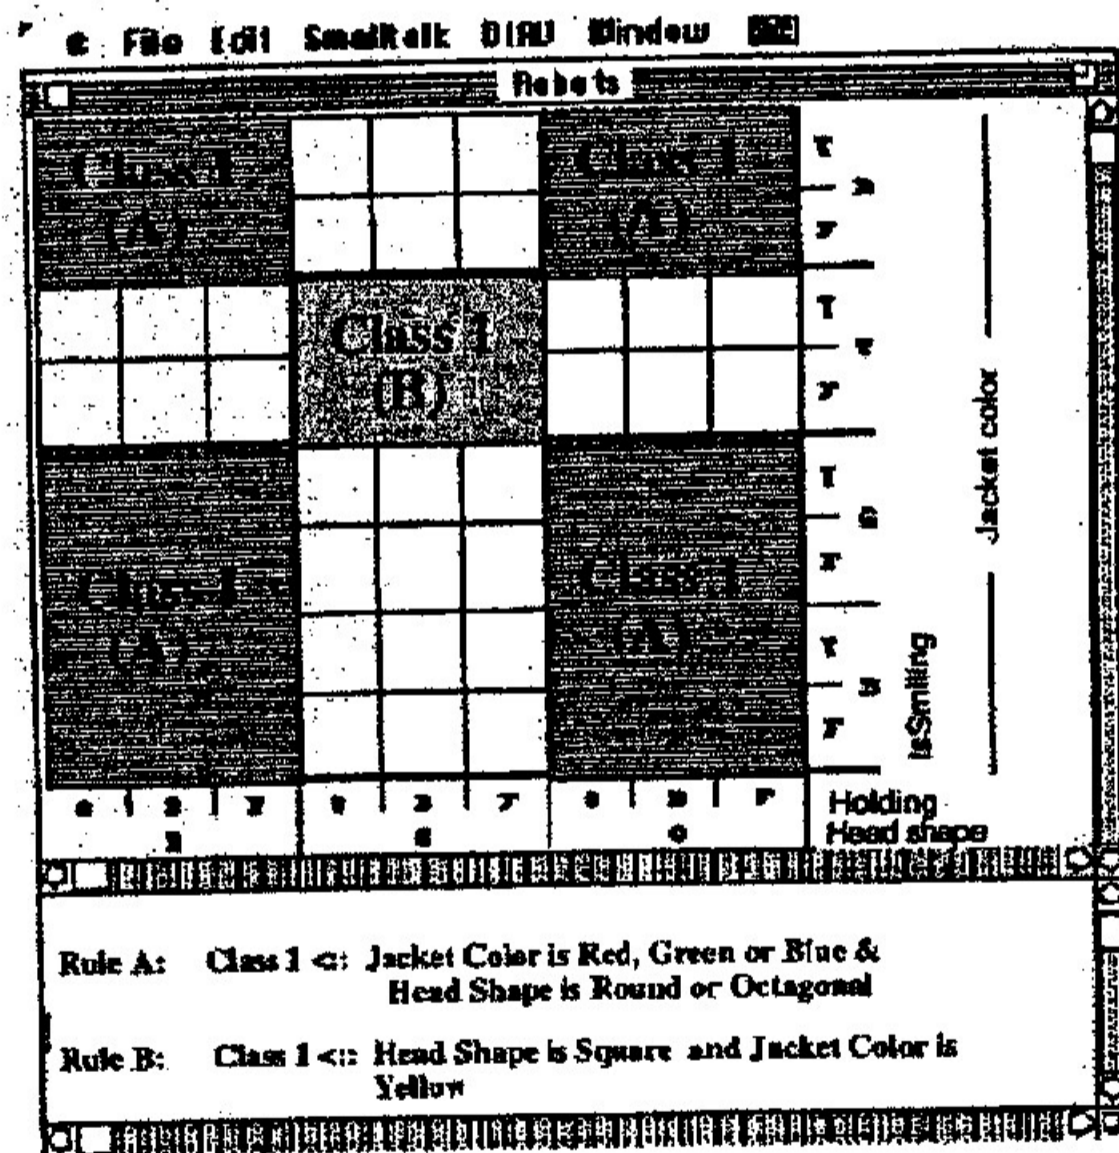 File Edit Smalltalk DIAV Window
Robots
Class 1 Class 1
(A) (A)
Class 1
(B)
Class 1 Class 1
(A) (A)
T
F
T
F
T
F
T
F
Jacket color
IsSmiling
Holding
Head shape
Rule A: Class 1 <:: Jacket Color is Red, Green or Blue &
Head Shape is Round or Octagonal
Rule B: Class 1 <:: Head Shape is Square and Jacket Color is
Yellow